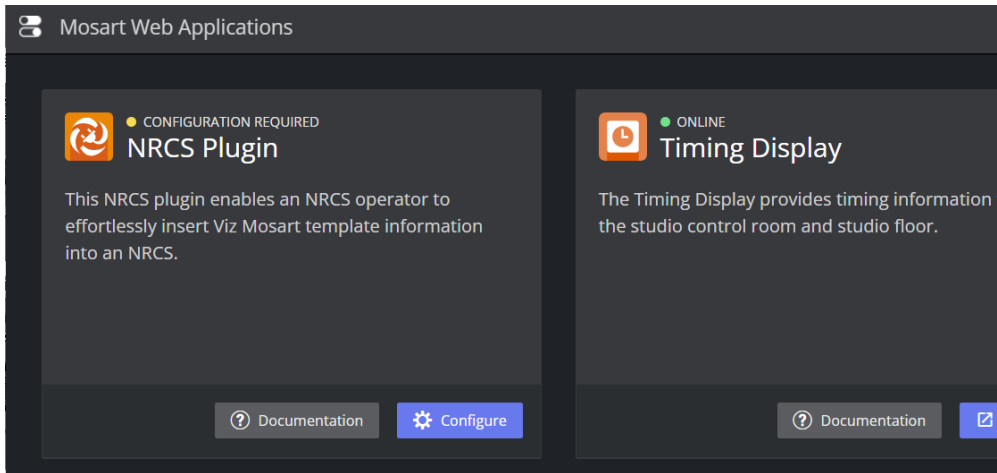 Mosart Web Applications
CONFIGURATION REQUIRED
NRCS Plugin
This NRCS plugin enables an NRCS operator to
effortlessly insert Viz Mosart template information
into an NRCS.
Documentation
Configure
ONLINE
Timing Display
The Timing Display provides timing information
the studio control room and studio floor.
Documentation